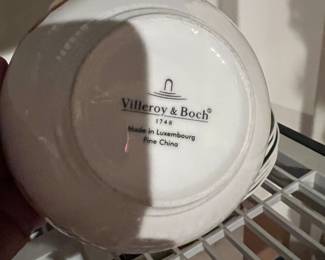 Villeroy & Boch©
1748
Made in Luxembourg
Fine China